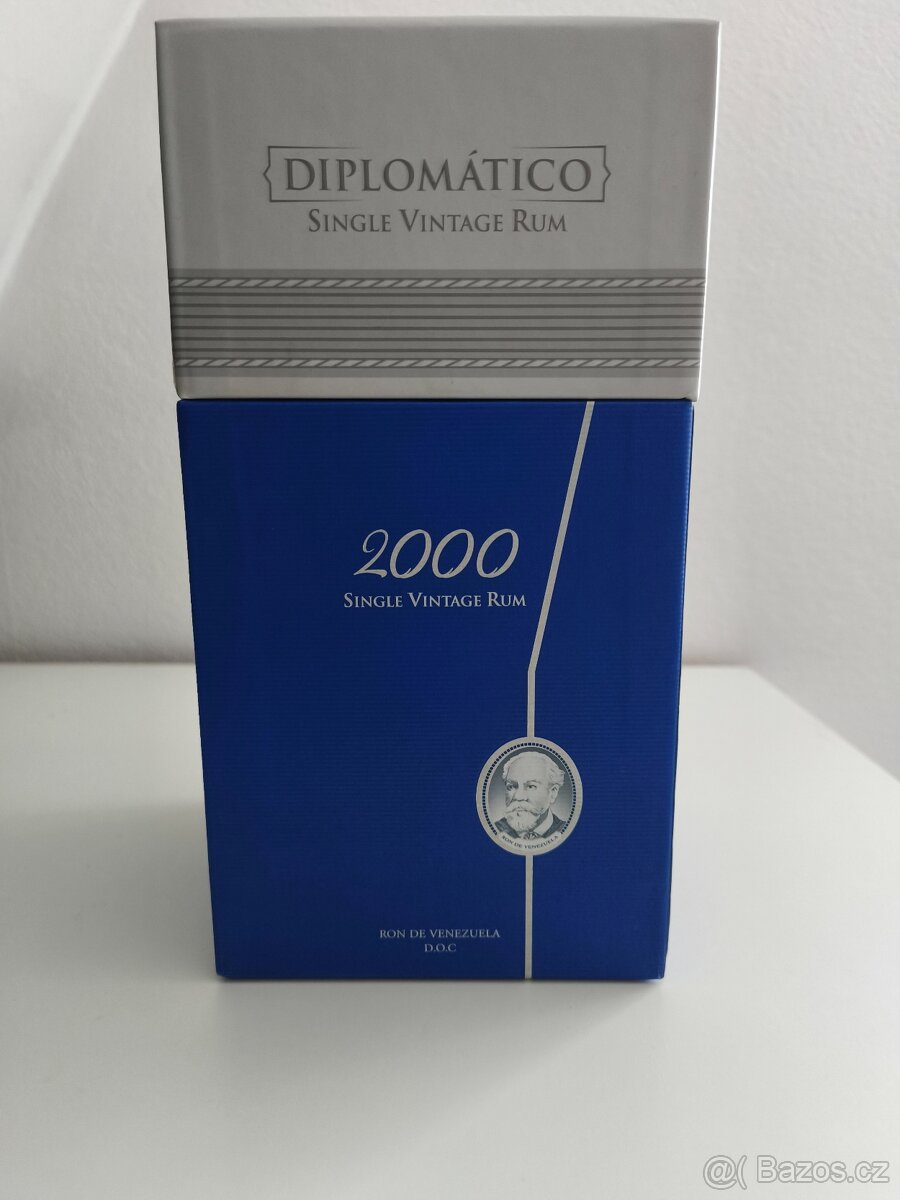 DIPLOMÁTICO
SINGLE VINTAGE RUM
2000
SINGLE VINTAGE RUM
RON DE VENEZUELA
RON DE VENEZUELA
D.O.C
@( Bazos.cz